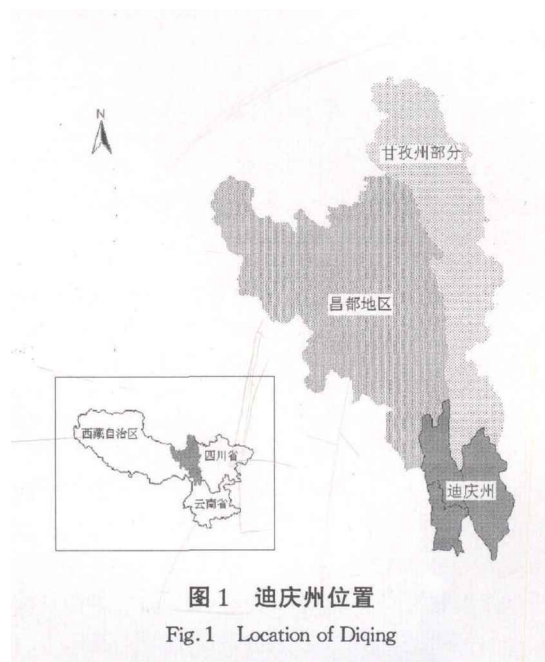 N
甘孜州部分
昌都地区
西藏自治区
四川省
云南省
迪庆州
图1 迪庆州位置
Fig.1 Location of Diqing